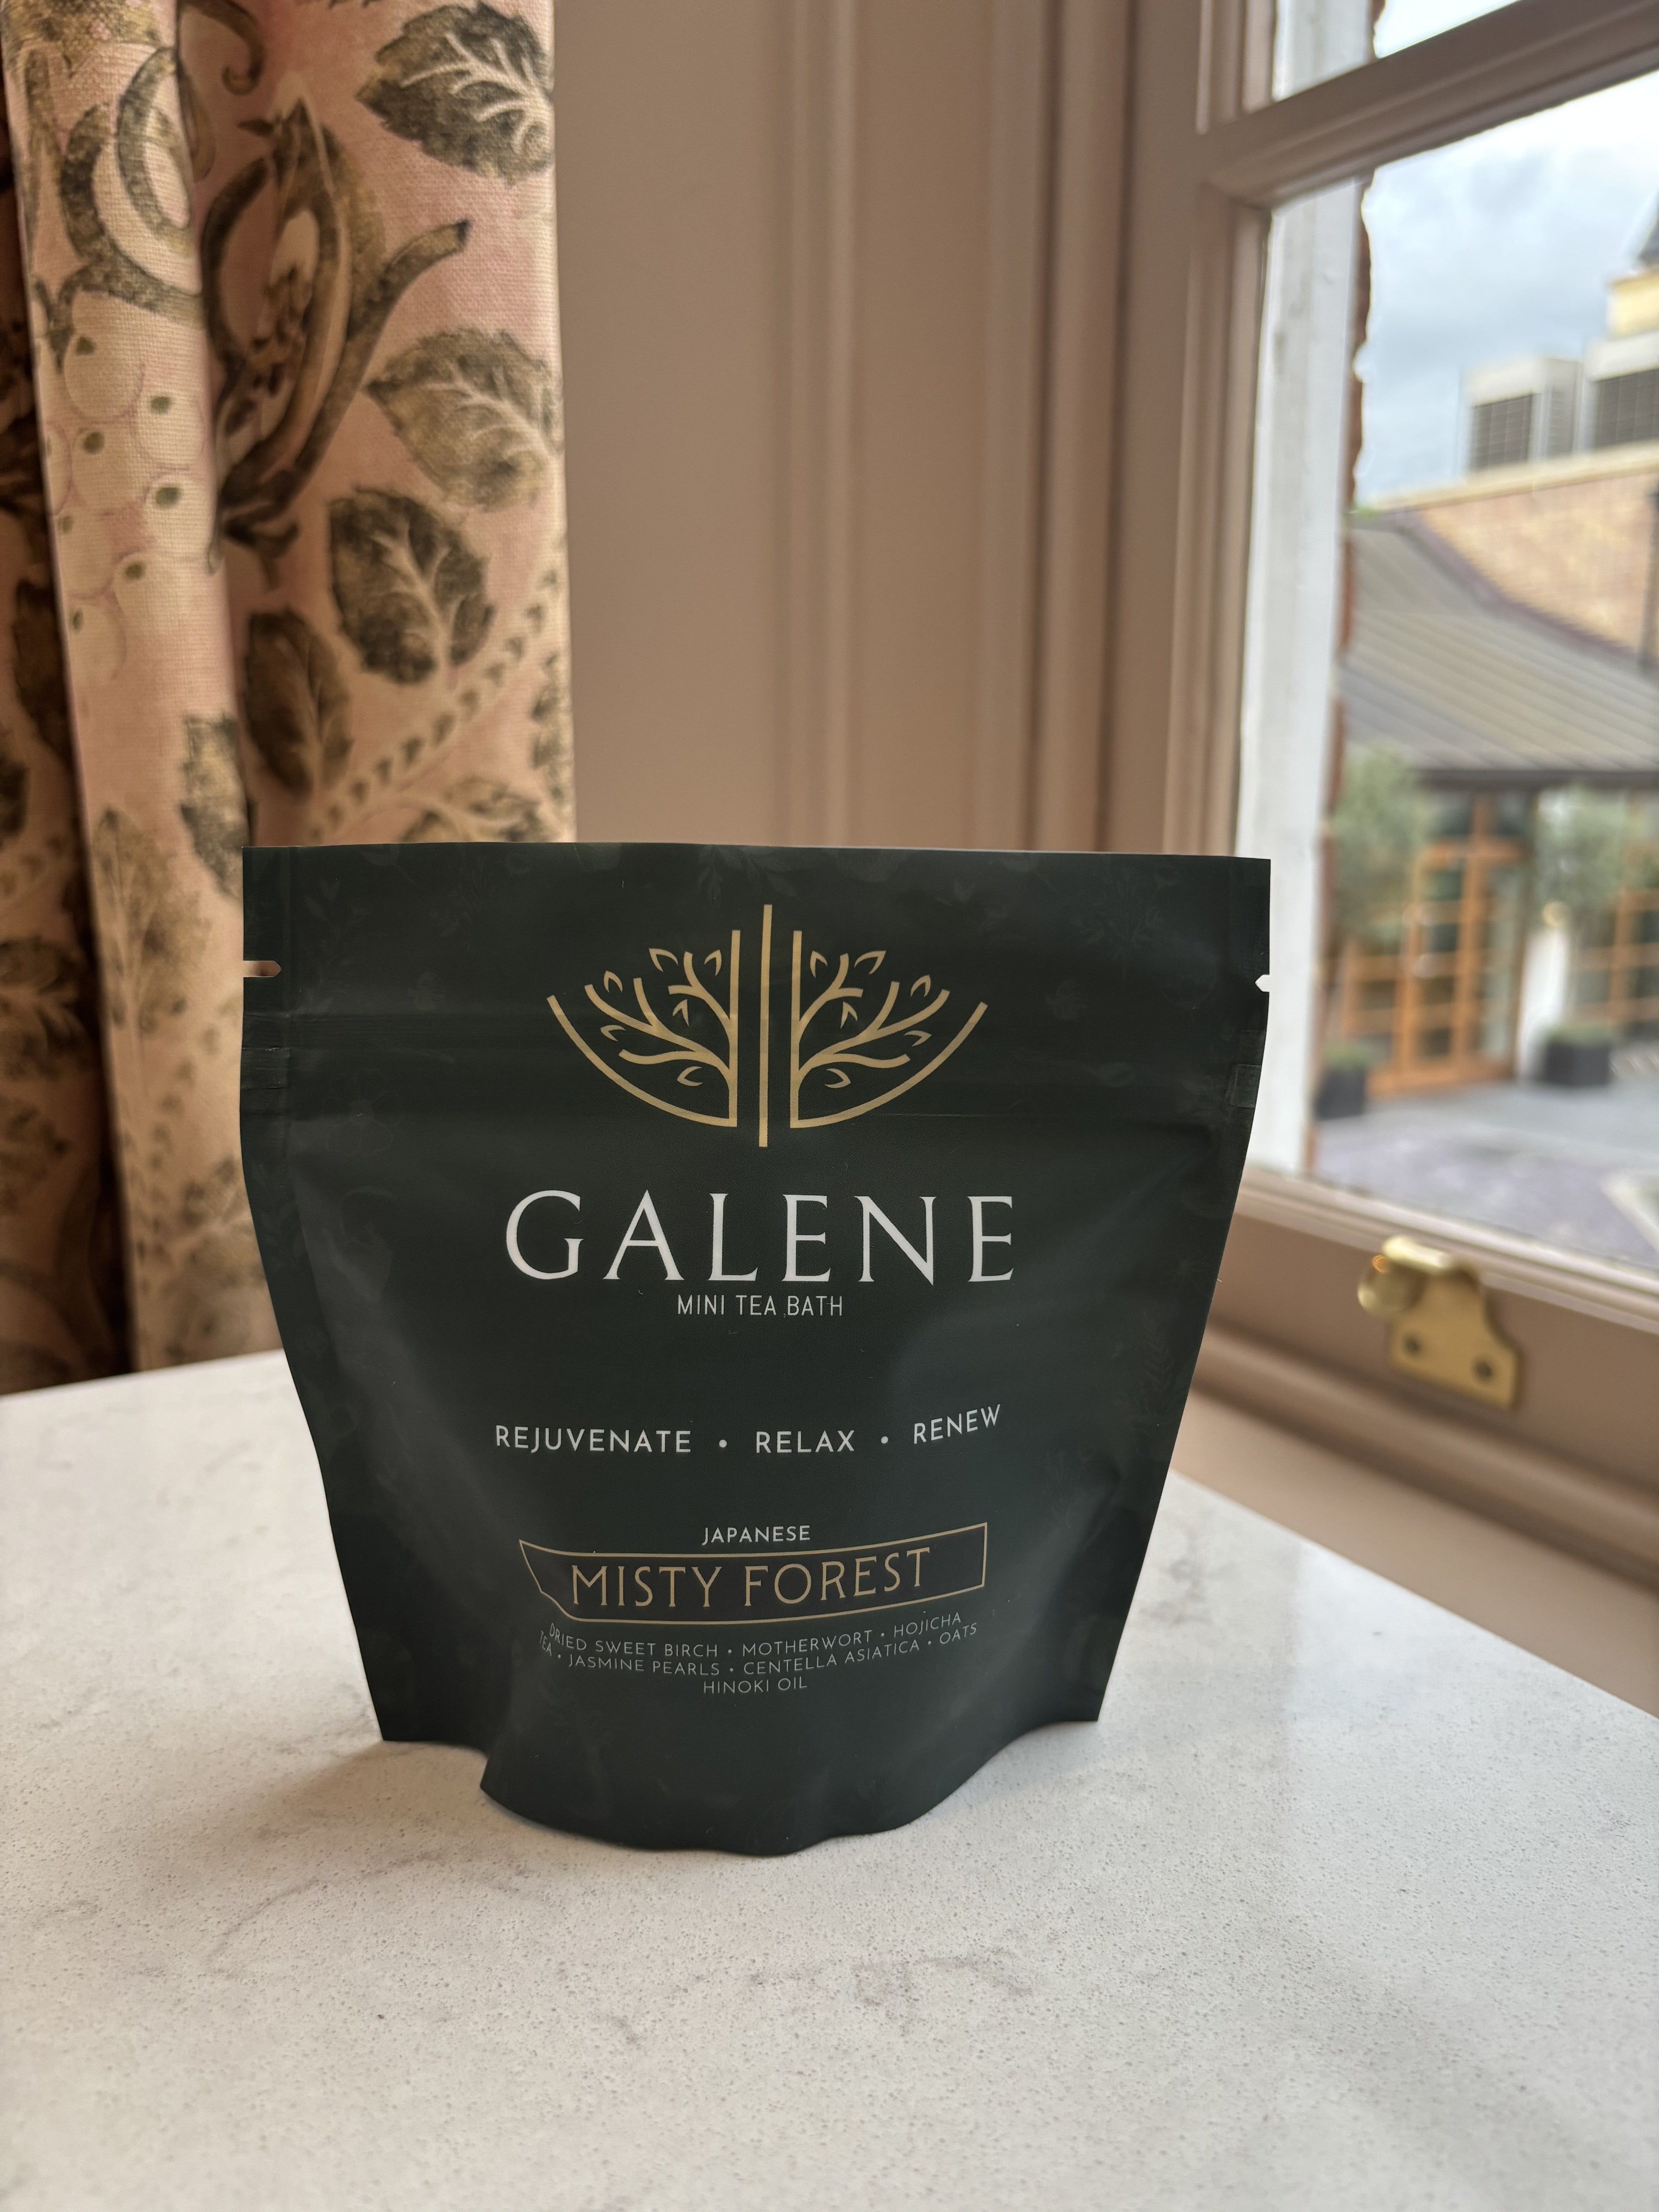 GALENE
MINI TEA BATH
REJUVENATE • RELAX • RENEW
JAPANESE
MISTY FOREST
DRIED SWEET BIRCH • MOTHERWORT • HOJICHA
TEA • JASMINE PEARLS • CENTELLA ASIATICA • OATS
HINOKI OIL